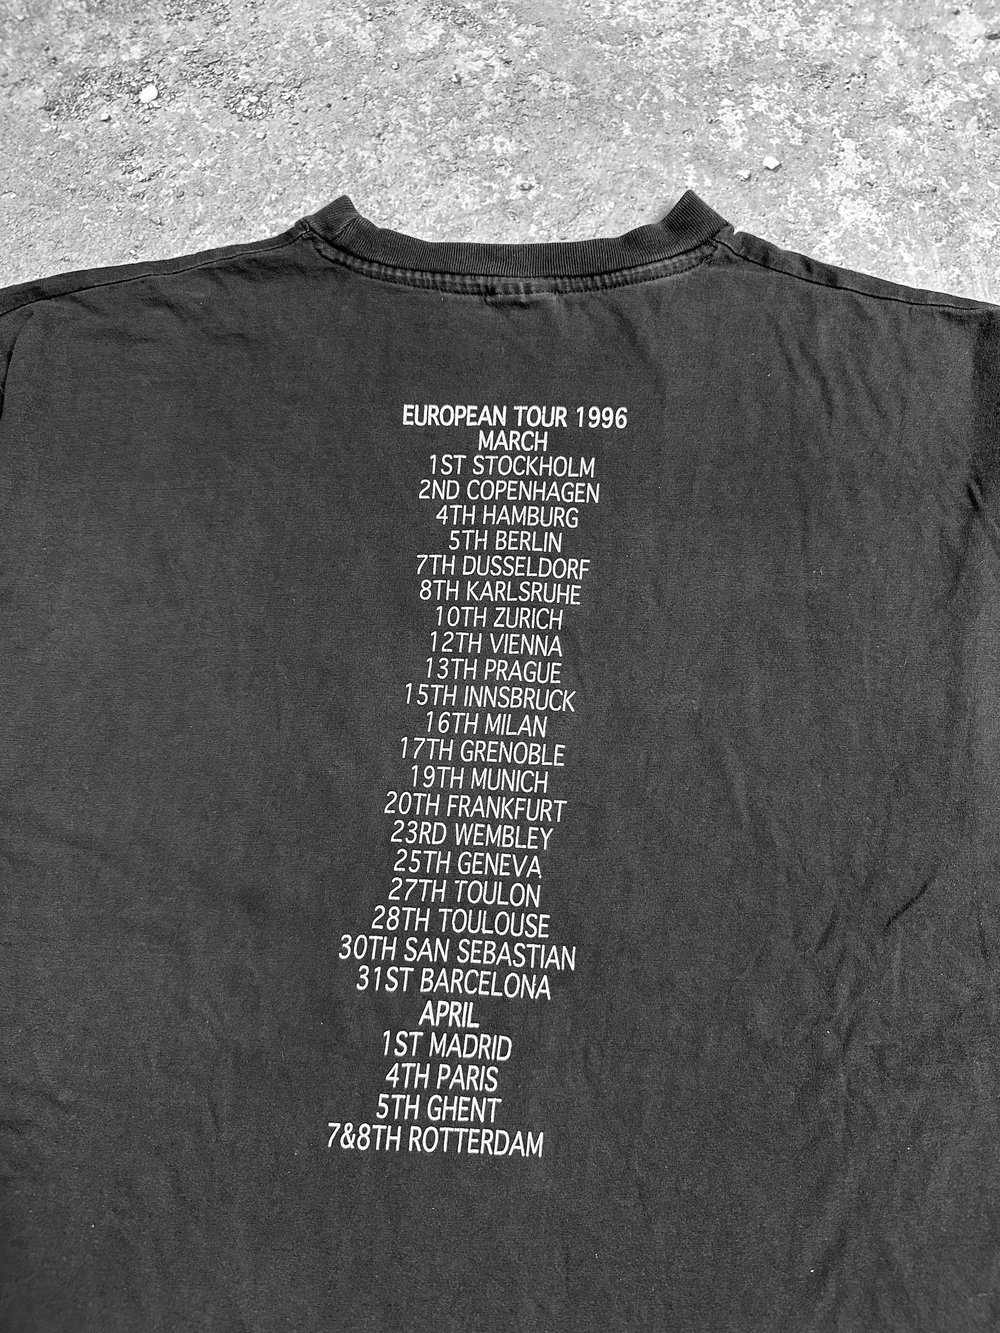 EUROPEAN TOUR 1996
MARCH
1ST STOCKHOLM
2ND COPENHAGEN
4TH HAMBURG
5TH BERLIN
7TH DUSSELDORF
8TH KARLSRUHE
10TH ZURICH
12TH VIENNA
13TH PRAGUE
15TH INNSBRUCK
16TH MILAN
17TH GRENOBLE
19TH MUNICH
20TH FRANKFURT
23RD WEMBLEY
25TH GENEVA
27TH TOULON
28TH TOULOUSE
30TH SAN SEBASTIAN
31ST BARCELONA
APRIL
1ST MADRID
4TH PARIS
5TH GHENT
7&8TH ROTTERDAM